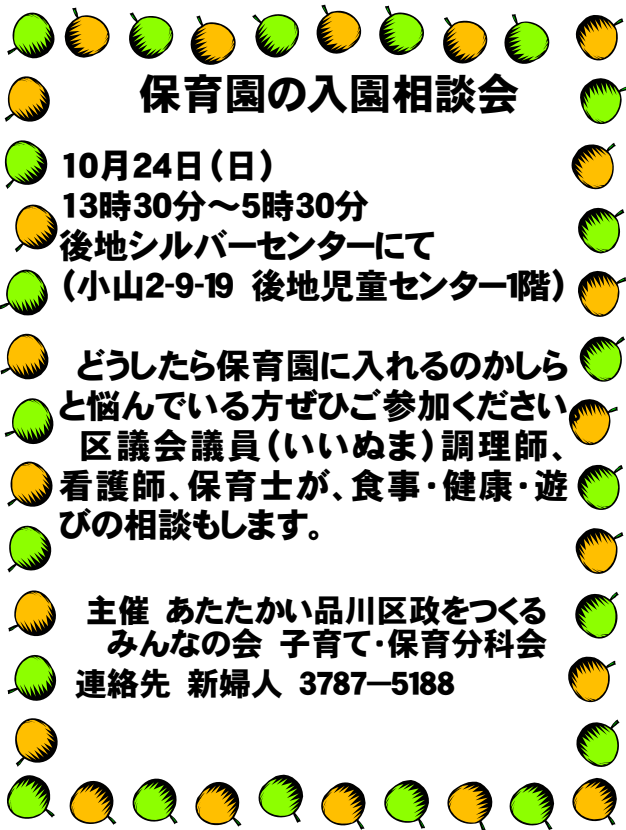 保育園の入園相談会
10月24日(日)
13時30分～5時30分
後地シルバーセンターにて
(小山2-9-19 後地児童センター1階)
どうしたら保育園に入れるのかしら
と悩んでいる方ぜひご参加ください
区議会議員(いいぬま)調理師、
看護師、保育士が、食事・健康・遊
びの相談もします。
主催 あたたかい品川区政をつくる
みんなの会 子育て・保育分科会
連絡先 新婦人 3787―5188